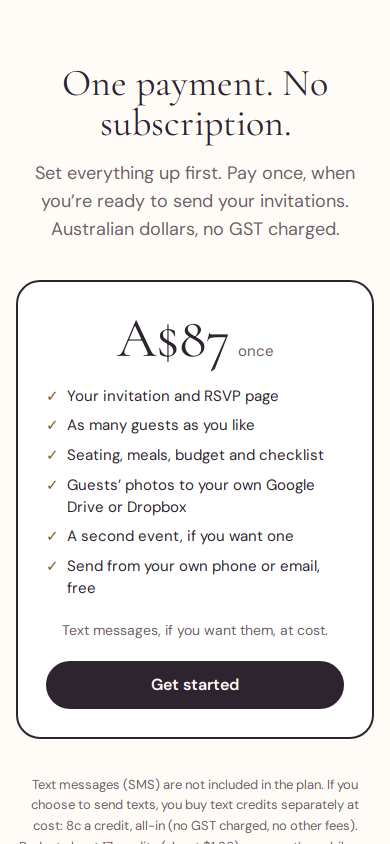 One payment. No
subscription.
Set everything up first. Pay once, when
you’re ready to send your invitations.
Australian dollars, no GST charged.
A$87 once
✓ Your invitation and RSVP page
✓ As many guests as you like
✓ Seating, meals, budget and checklist
✓ Guests’ photos to your own Google
Drive or Dropbox
✓ A second event, if you want one
✓ Send from your own phone or email,
free
Text messages, if you want them, at cost.
Get started
Text messages (SMS) are not included in the plan. If you
choose to send texts, you buy text credits separately at
cost: 8c a credit, all-in (no GST charged, no other fees).